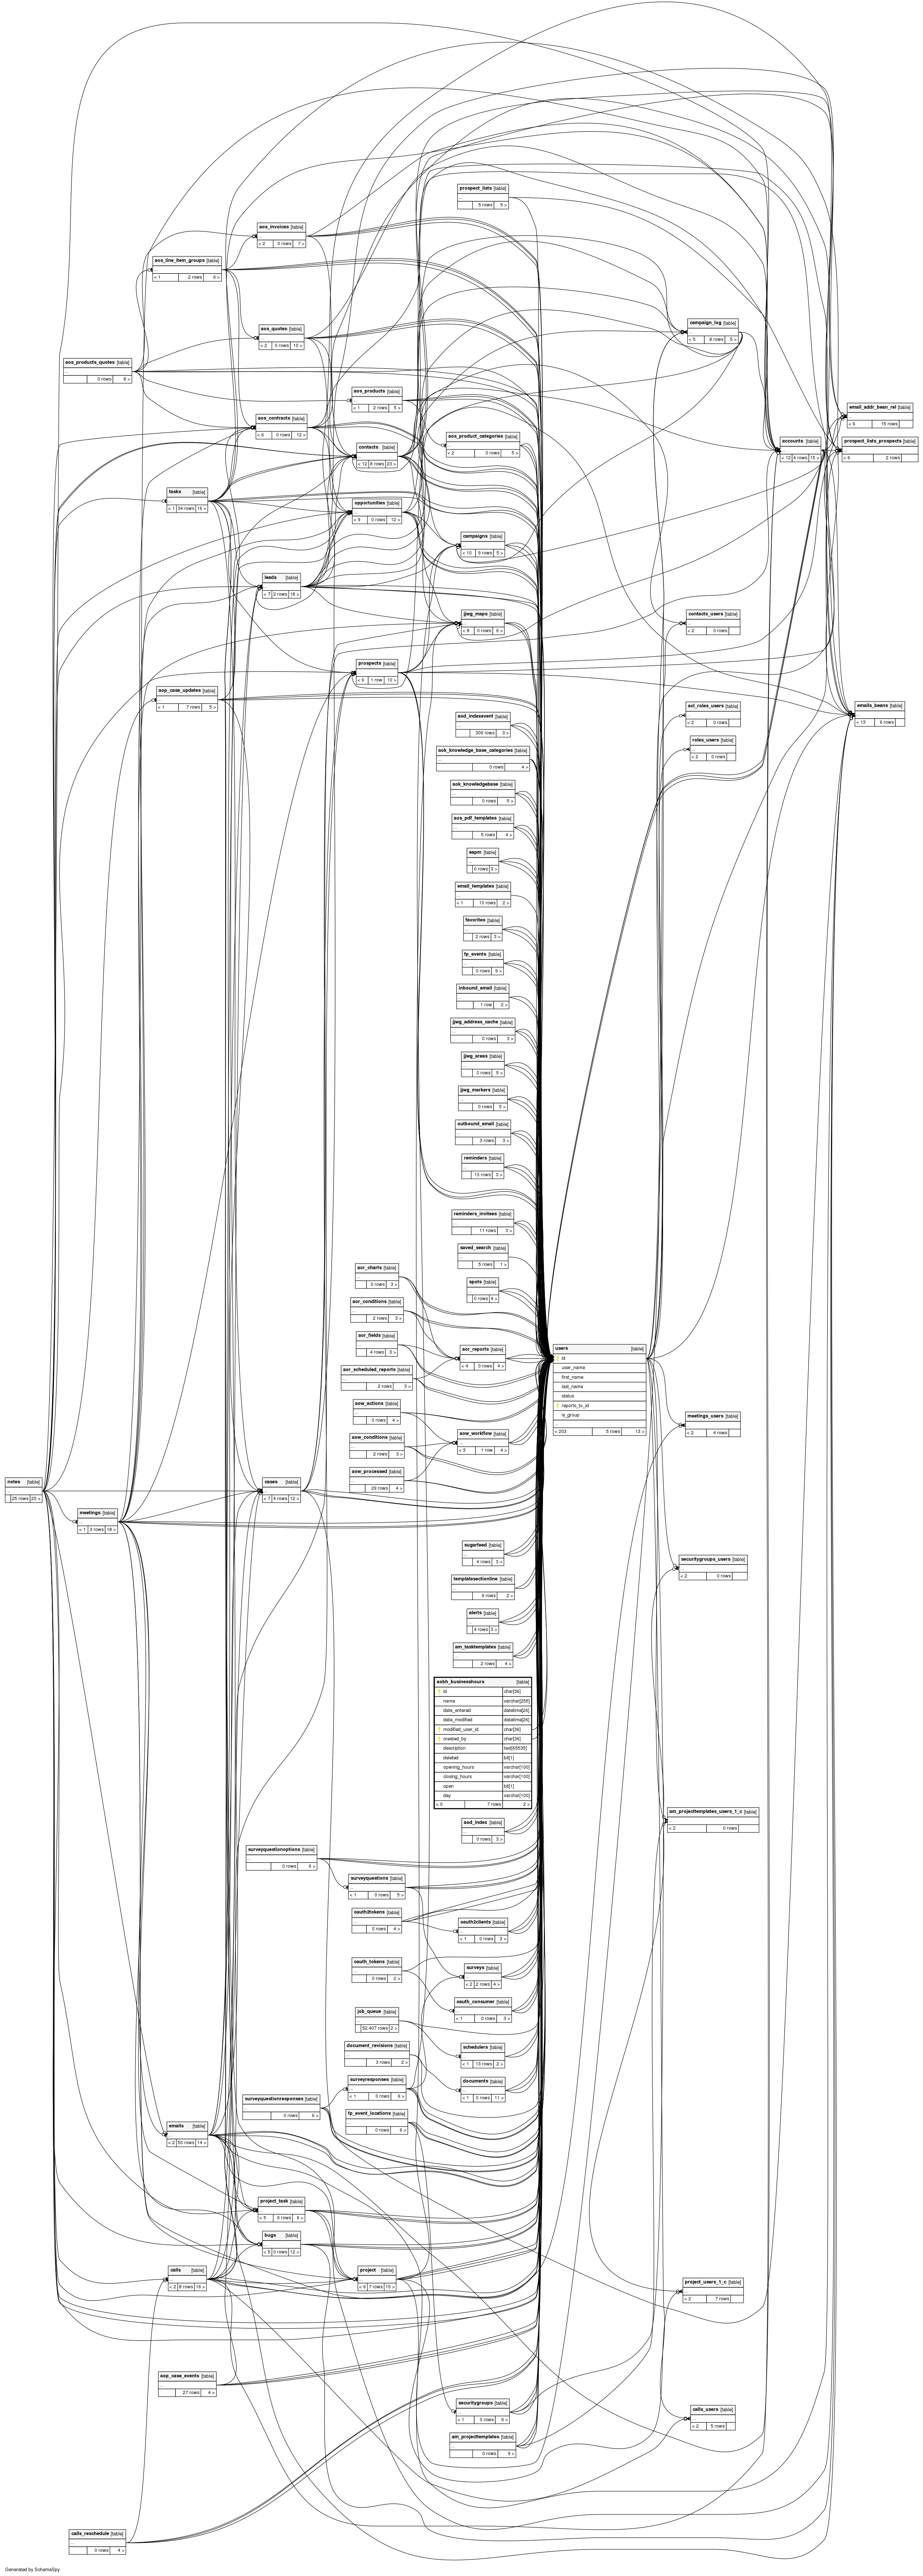 prospect_lists [table]
...
5 rows 5 >
aos_invoices [table]
...
< 2 0 rows 7 >
aos_line_item_groups [table]
...
< 1 2 rows 6 >
campaign_log [table]
...
< 5 8 rows 5 >
aos_quotes [table]
...
< 2 0 rows 10 >
aos_products_quotes [table]
...
0 rows 8 >
aos_products [table]
...
< 1 2 rows 5 >
email_addr_bean_rel [table]
...
< 6 15 rows
aos_contracts [table]
...
< 6 0 rows 12 >
aos_product_categories [table]
...
< 2 0 rows 5 >
accounts [table]
...
< 12 4 rows 15 >
prospect_lists_prospects [table]
...
< 6 2 rows
contacts [table]
...
< 12 8 rows 23 >
tasks [table]
...
< 1 34 rows 16 >
opportunities [table]
...
< 9 0 rows 12 >
campaigns [table]
...
< 10 9 rows 5 >
leads [table]
...
< 7 2 rows 18 >
jjwg_maps [table]
...
< 8 0 rows 6 >
contacts_users [table]
...
< 2 0 rows
prospects [table]
...
< 6 1 row 10 >
aop_case_updates [table]
...
< 1 7 rows 5 >
acl_roles_users [table]
...
< 2 0 rows
emails_beans [table]
...
< 13 6 rows
aod_indexevent [table]
...
309 rows 3 >
roles_users [table]
...
< 2 0 rows
aok_knowledge_base_categories [table]
...
0 rows 4 >
aok_knowledgebase [table]
...
0 rows 5 >
aos_pdf_templates [table]
...
5 rows 4 >
eapm [table]
...
0 rows 3 >
email_templates [table]
...
< 1 13 rows 2 >
favorites [table]
...
2 rows 3 >
fp_events [table]
...
0 rows 9 >
inbound_email [table]
...
1 row 2 >
jjwg_address_cache [table]
...
0 rows 3 >
jjwg_areas [table]
...
0 rows 5 >
jjwg_markers [table]
...
0 rows 5 >
outbound_email [table]
...
3 rows 3 >
reminders [table]
...
13 rows 3 >
reminders_invitees [table]
...
11 rows 3 >
saved_search [table]
...
5 rows 1 >
aor_charts [table]
...
0 rows 3 >
spots [table]
...
0 rows 4 >
aor_conditions [table]
...
2 rows 3 >
aor_fields [table]
...
4 rows 3 >
aor_reports [table]
...
< 4 0 rows 4 >
users [table]
id
user_name
first_name
last_name
status
reports_to_id
is_group
...
< 203 5 rows 13 >
aor_scheduled_reports [table]
...
2 rows 3 >
aow_actions [table]
...
3 rows 4 >
meetings_users [table]
...
< 2 4 rows
aow_conditions [table]
...
2 rows 3 >
aow_workflow [table]
...
< 3 1 row 4 >
aow_processed [table]
...
29 rows 4 >
notes [table]
...
25 rows 20 >
cases [table]
...
< 7 4 rows 12 >
meetings [table]
...
< 1 3 rows 19 >
sugarfeed [table]
...
4 rows 3 >
securitygroups_users [table]
...
< 2 0 rows
templatesectionline [table]
...
9 rows 2 >
alerts [table]
...
4 rows 3 >
am_tasktemplates [table]
...
2 rows 4 >
aobh_businesshours [table]
id char[36]
name varchar[255]
date_entered datetime[26]
date_modified datetime[26]
modified_user_id char[36]
created_by char[36]
description text[65535]
deleted bit[1]
opening_hours varchar[100]
closing_hours varchar[100]
open bit[1]
day varchar[100]
< 0 7 rows 2 >
am_projecttemplates_users_1_c [table]
...
< 2 0 rows
aod_index [table]
...
0 rows 3 >
surveyquestionoptions [table]
...
0 rows 6 >
surveyquestions [table]
...
< 1 0 rows 5 >
oauth2tokens [table]
...
0 rows 4 >
oauth2clients [table]
...
< 1 0 rows 3 >
oauth_tokens [table]
...
0 rows 2 >
surveys [table]
...
< 2 2 rows 4 >
oauth_consumer [table]
...
< 1 0 rows 3 >
job_queue [table]
...
52,407 rows 2 >
document_revisions [table]
...
3 rows 2 >
schedulers [table]
...
< 1 13 rows 2 >
surveyresponses [table]
...
< 1 0 rows 8 >
documents [table]
...
< 1 0 rows 11 >
surveyquestionresponses [table]
...
0 rows 6 >
fp_event_locations [table]
...
0 rows 6 >
emails [table]
...
< 2 50 rows 14 >
project_task [table]
...
< 5 9 rows 6 >
bugs [table]
...
< 5 0 rows 12 >
calls [table]
...
< 2 8 rows 16 >
project [table]
...
< 8 7 rows 15 >
project_users_1_c [table]
...
< 2 7 rows
aop_case_events [table]
...
27 rows 4 >
securitygroups [table]
...
< 1 0 rows 6 >
calls_users [table]
...
< 2 5 rows
am_projecttemplates [table]
...
0 rows 6 >
calls_reschedule [table]
...
0 rows 4 >
Generated by SchemaSpy